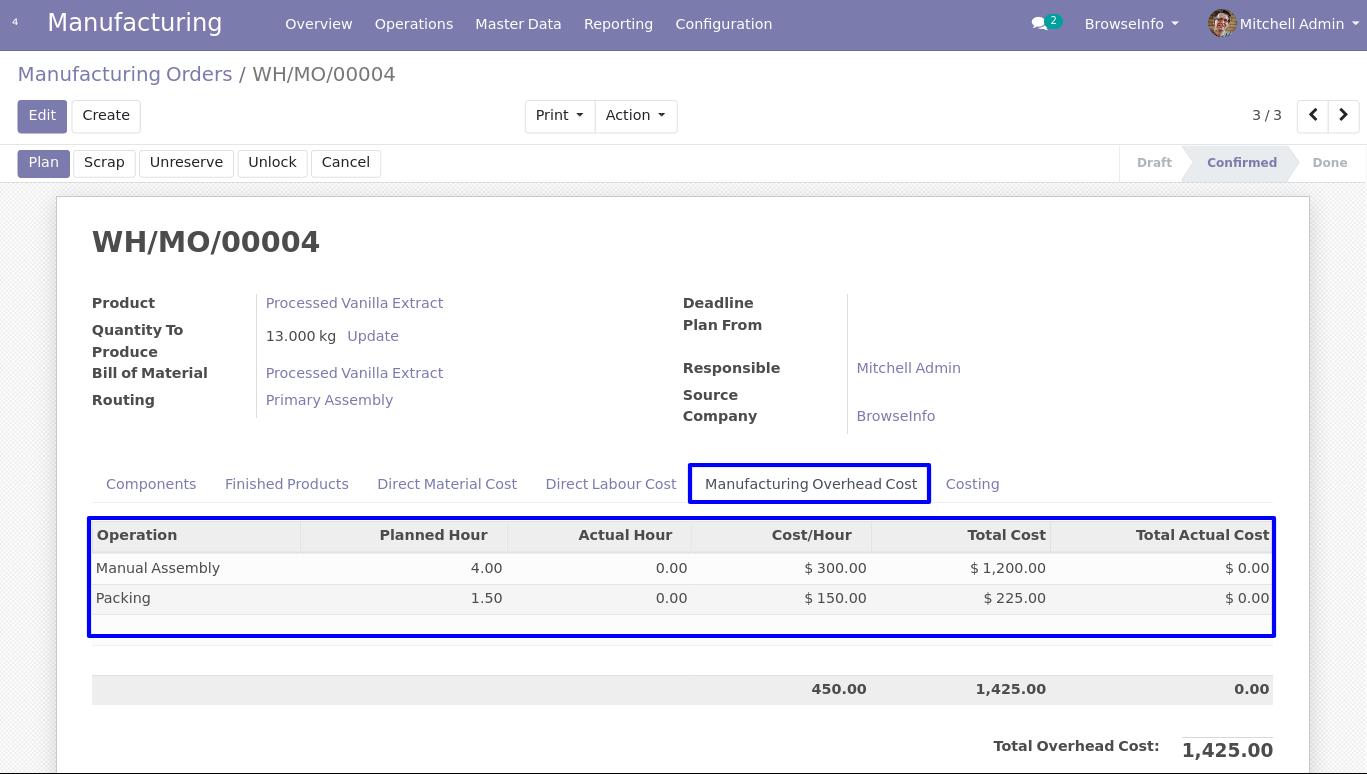 4 Manufacturing Overview Operations Master Data Reporting Configuration 2 BrowseInfo Mitchell Admin
Manufacturing Orders / WH/MO/00004
Edit Create Print Action 3 / 3
Plan Scrap Unreserve Unlock Cancel Draft Confirmed Done
WH/MO/00004
Product Processed Vanilla Extract
Quantity To Produce 13.000 kg Update
Bill of Material Processed Vanilla Extract
Routing Primary Assembly
Deadline
Plan From
Responsible Mitchell Admin
Source
Company BrowseInfo
Components Finished Products Direct Material Cost Direct Labour Cost Manufacturing Overhead Cost Costing
Operation Planned Hour Actual Hour Cost/Hour Total Cost Total Actual Cost
Manual Assembly 4.00 0.00 $ 300.00 $ 1,200.00 $ 0.00
Packing 1.50 0.00 $ 150.00 $ 225.00 $ 0.00
450.00 1,425.00 0.00
Total Overhead Cost: 1,425.00